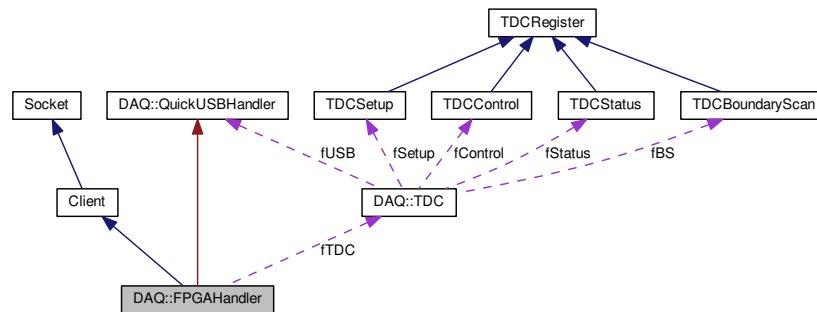 TDCRegister
Socket
DAQ::QuickUSBHandler
TDCSetup
TDCControl
TDCStatus
TDCBoundaryScan
fUSB
fSetup
fControl
fStatus
fBS
Client
DAQ::TDC
fTDC
DAQ::FPGAHandler